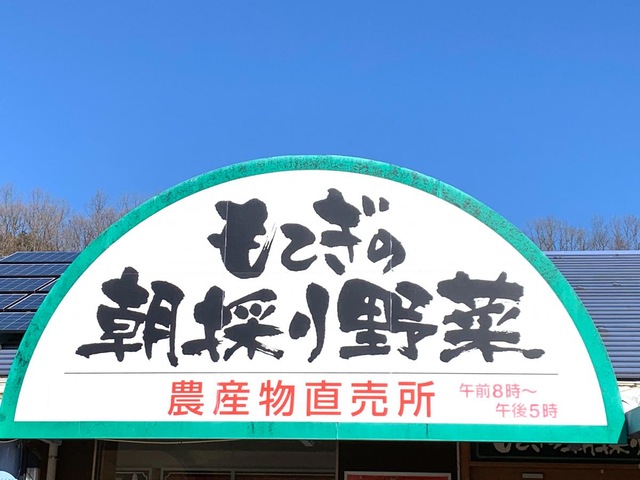 もてぎの
朝採り野菜
農産物直売所
午前8時～
午後5時